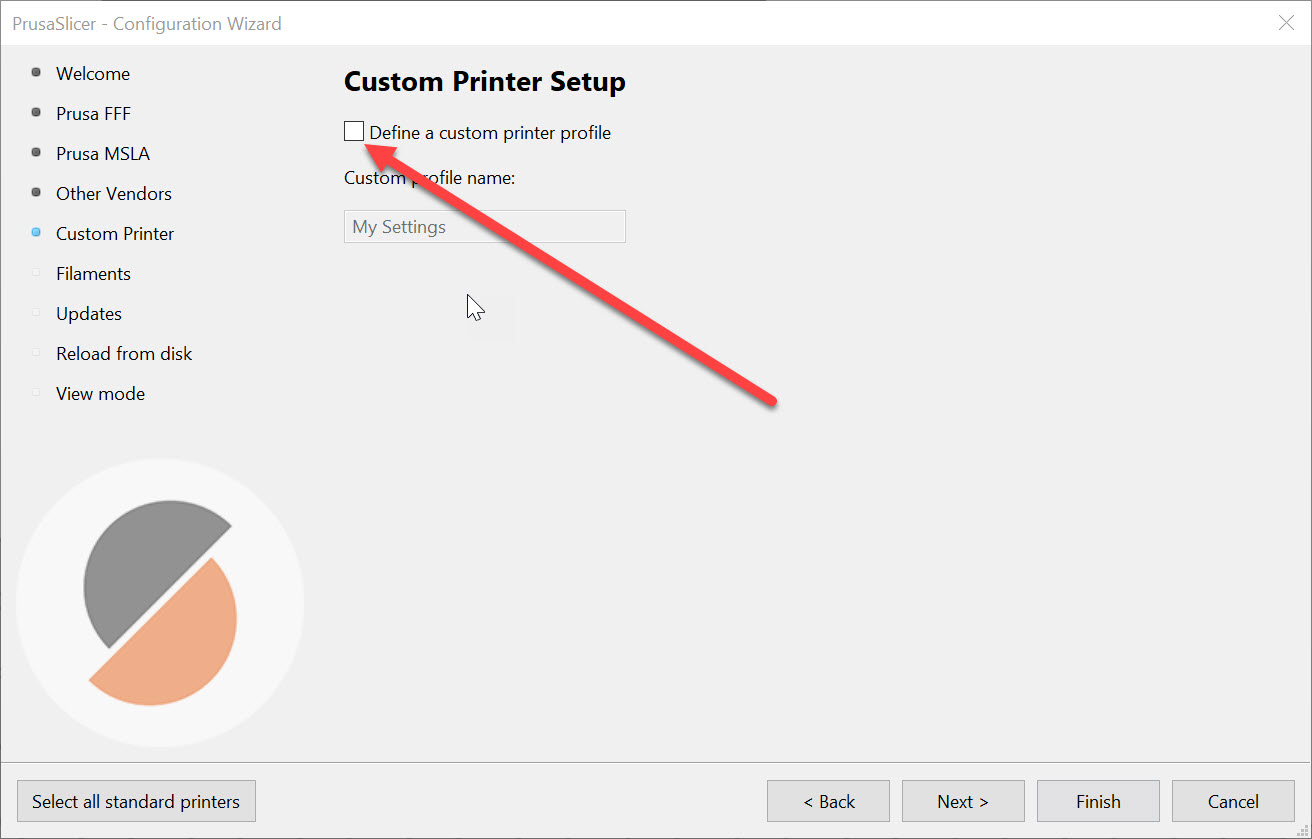 PrusaSlicer - Configuration Wizard
Welcome
Prusa FFF
Prusa MSLA
Other Vendors
Custom Printer
Filaments
Updates
Reload from disk
View mode
Custom Printer Setup
Define a custom printer profile
Custom profile name:
My Settings
Select all standard printers
< Back
Next >
Finish
Cancel